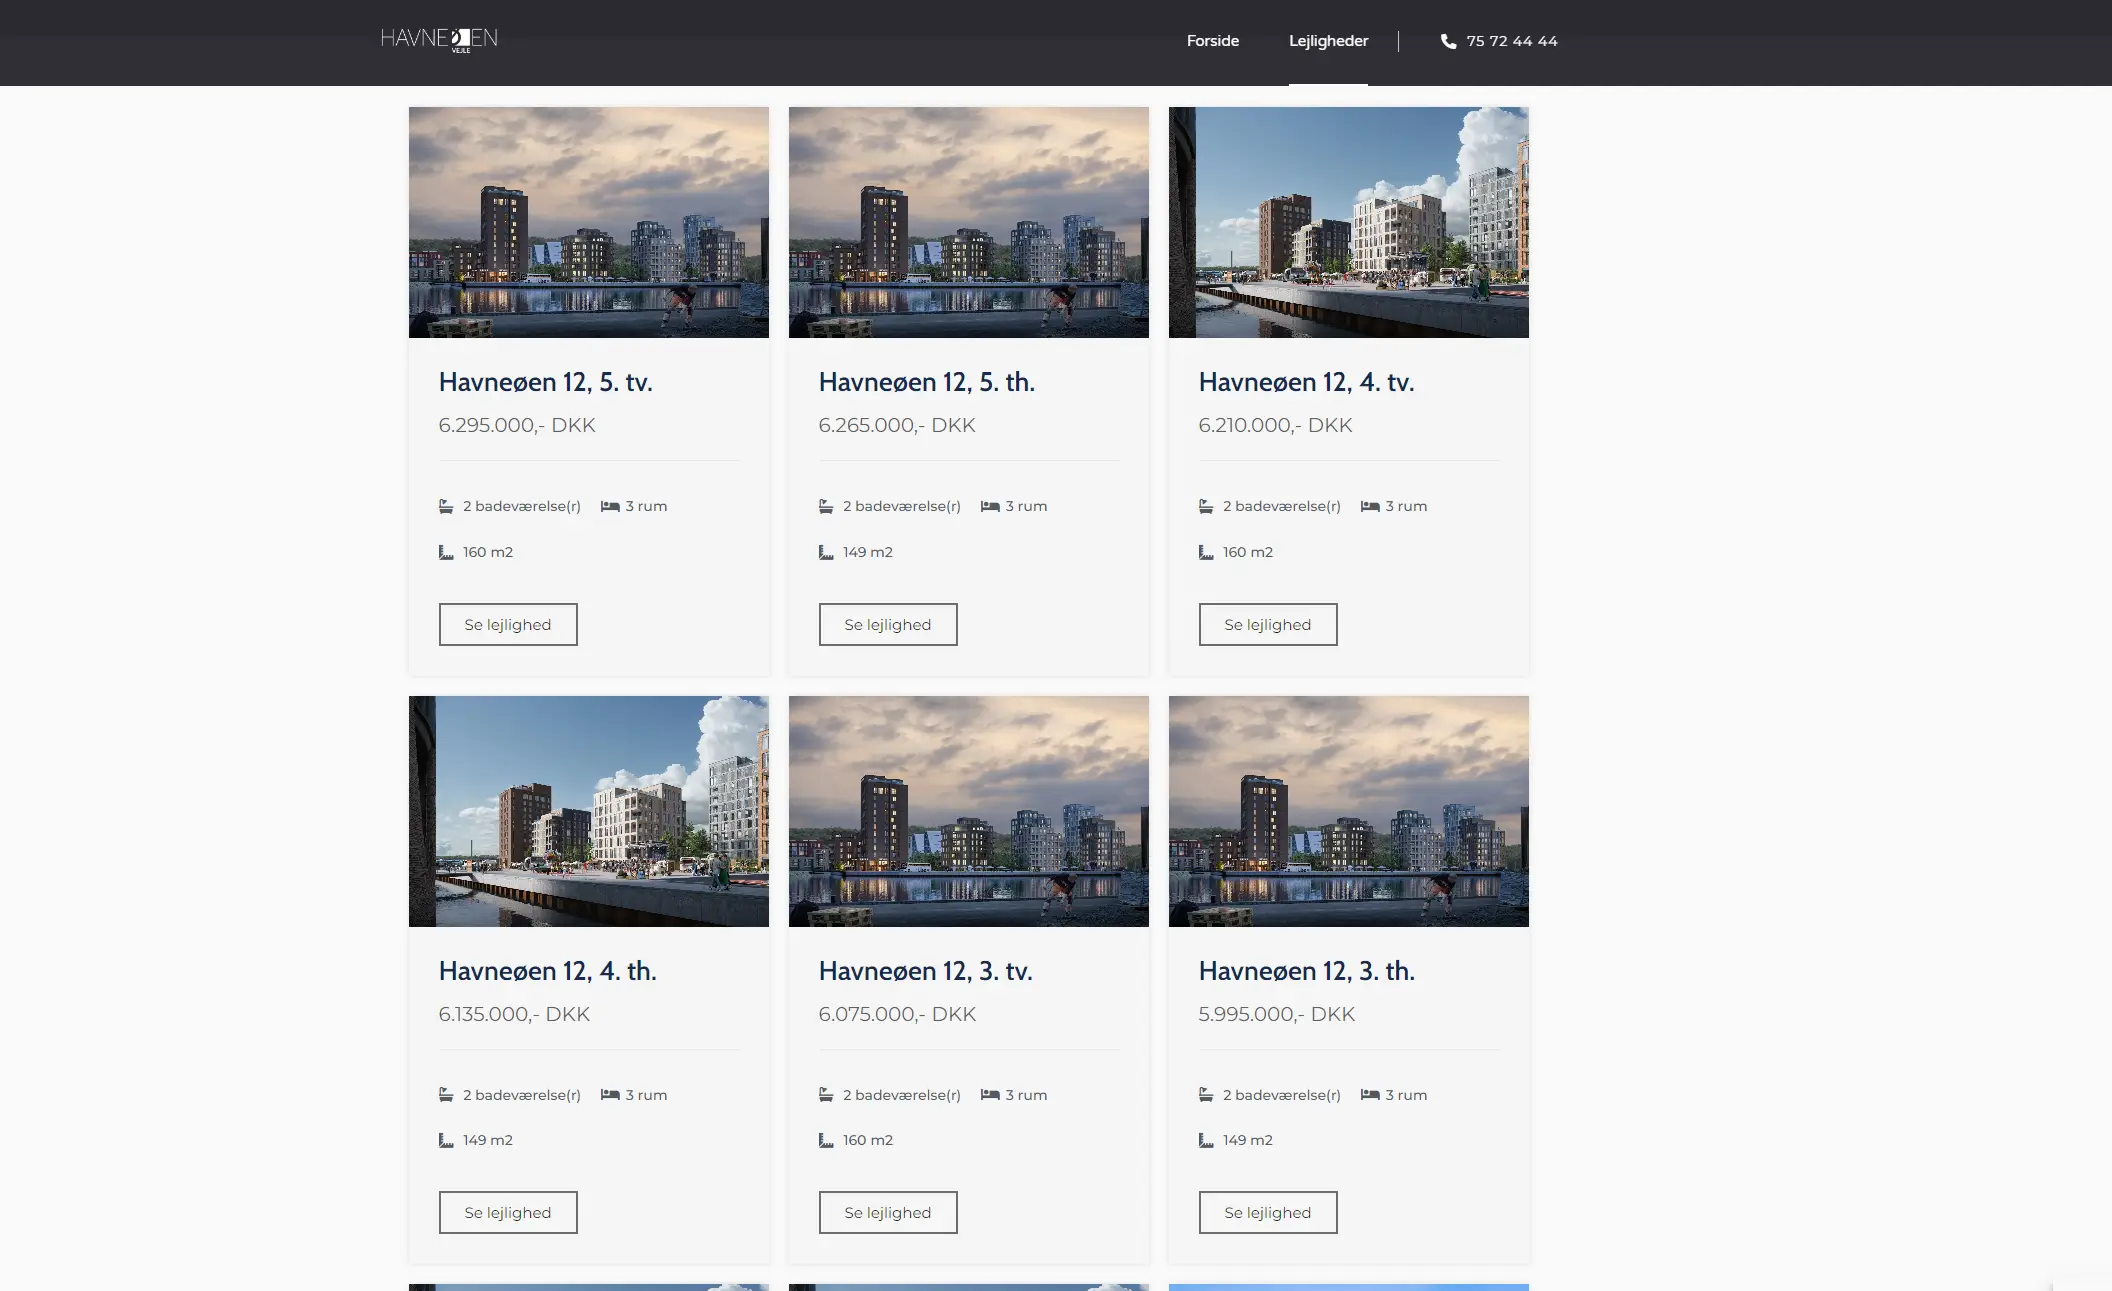 HAVNEØEN
VEJLE
Forside
Lejligheder
75 72 44 44
Havneøen 12, 5. tv.
6.295.000,- DKK
2 badeværelse(r)
3 rum
160 m2
Se lejlighed
Havneøen 12, 5. th.
6.265.000,- DKK
2 badeværelse(r)
3 rum
149 m2
Se lejlighed
Havneøen 12, 4. tv.
6.210.000,- DKK
2 badeværelse(r)
3 rum
160 m2
Se lejlighed
Havneøen 12, 4. th.
6.135.000,- DKK
2 badeværelse(r)
3 rum
149 m2
Se lejlighed
Havneøen 12, 3. tv.
6.075.000,- DKK
2 badeværelse(r)
3 rum
160 m2
Se lejlighed
Havneøen 12, 3. th.
5.995.000,- DKK
2 badeværelse(r)
3 rum
149 m2
Se lejlighed